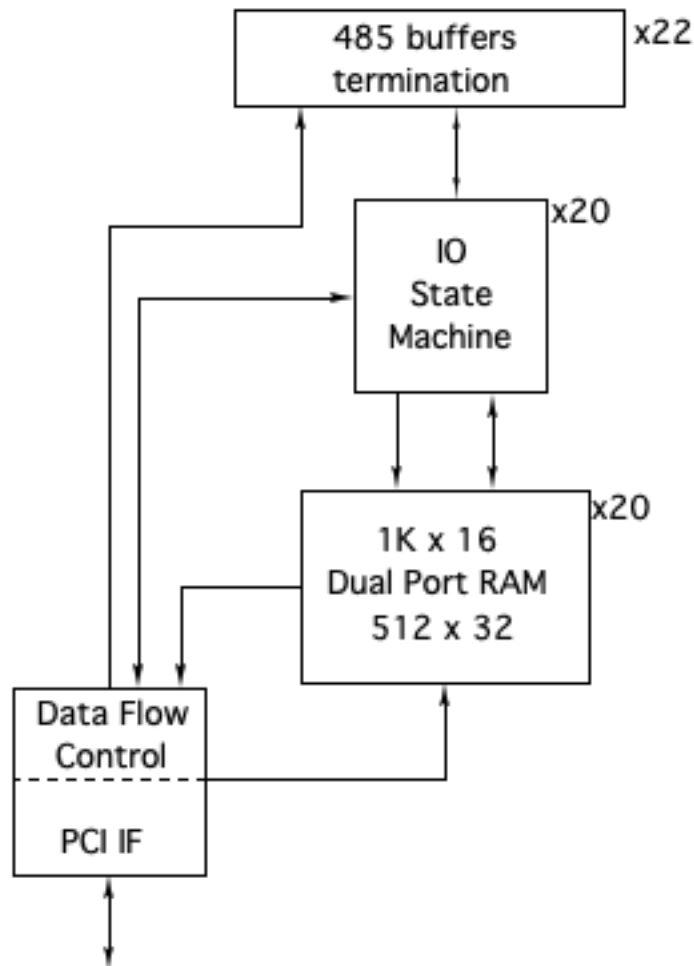 485 buffers
termination
x22
IO
State
Machine
x20
1K x 16
Dual Port RAM
512 x 32
x20
Data Flow
Control
PCI IF